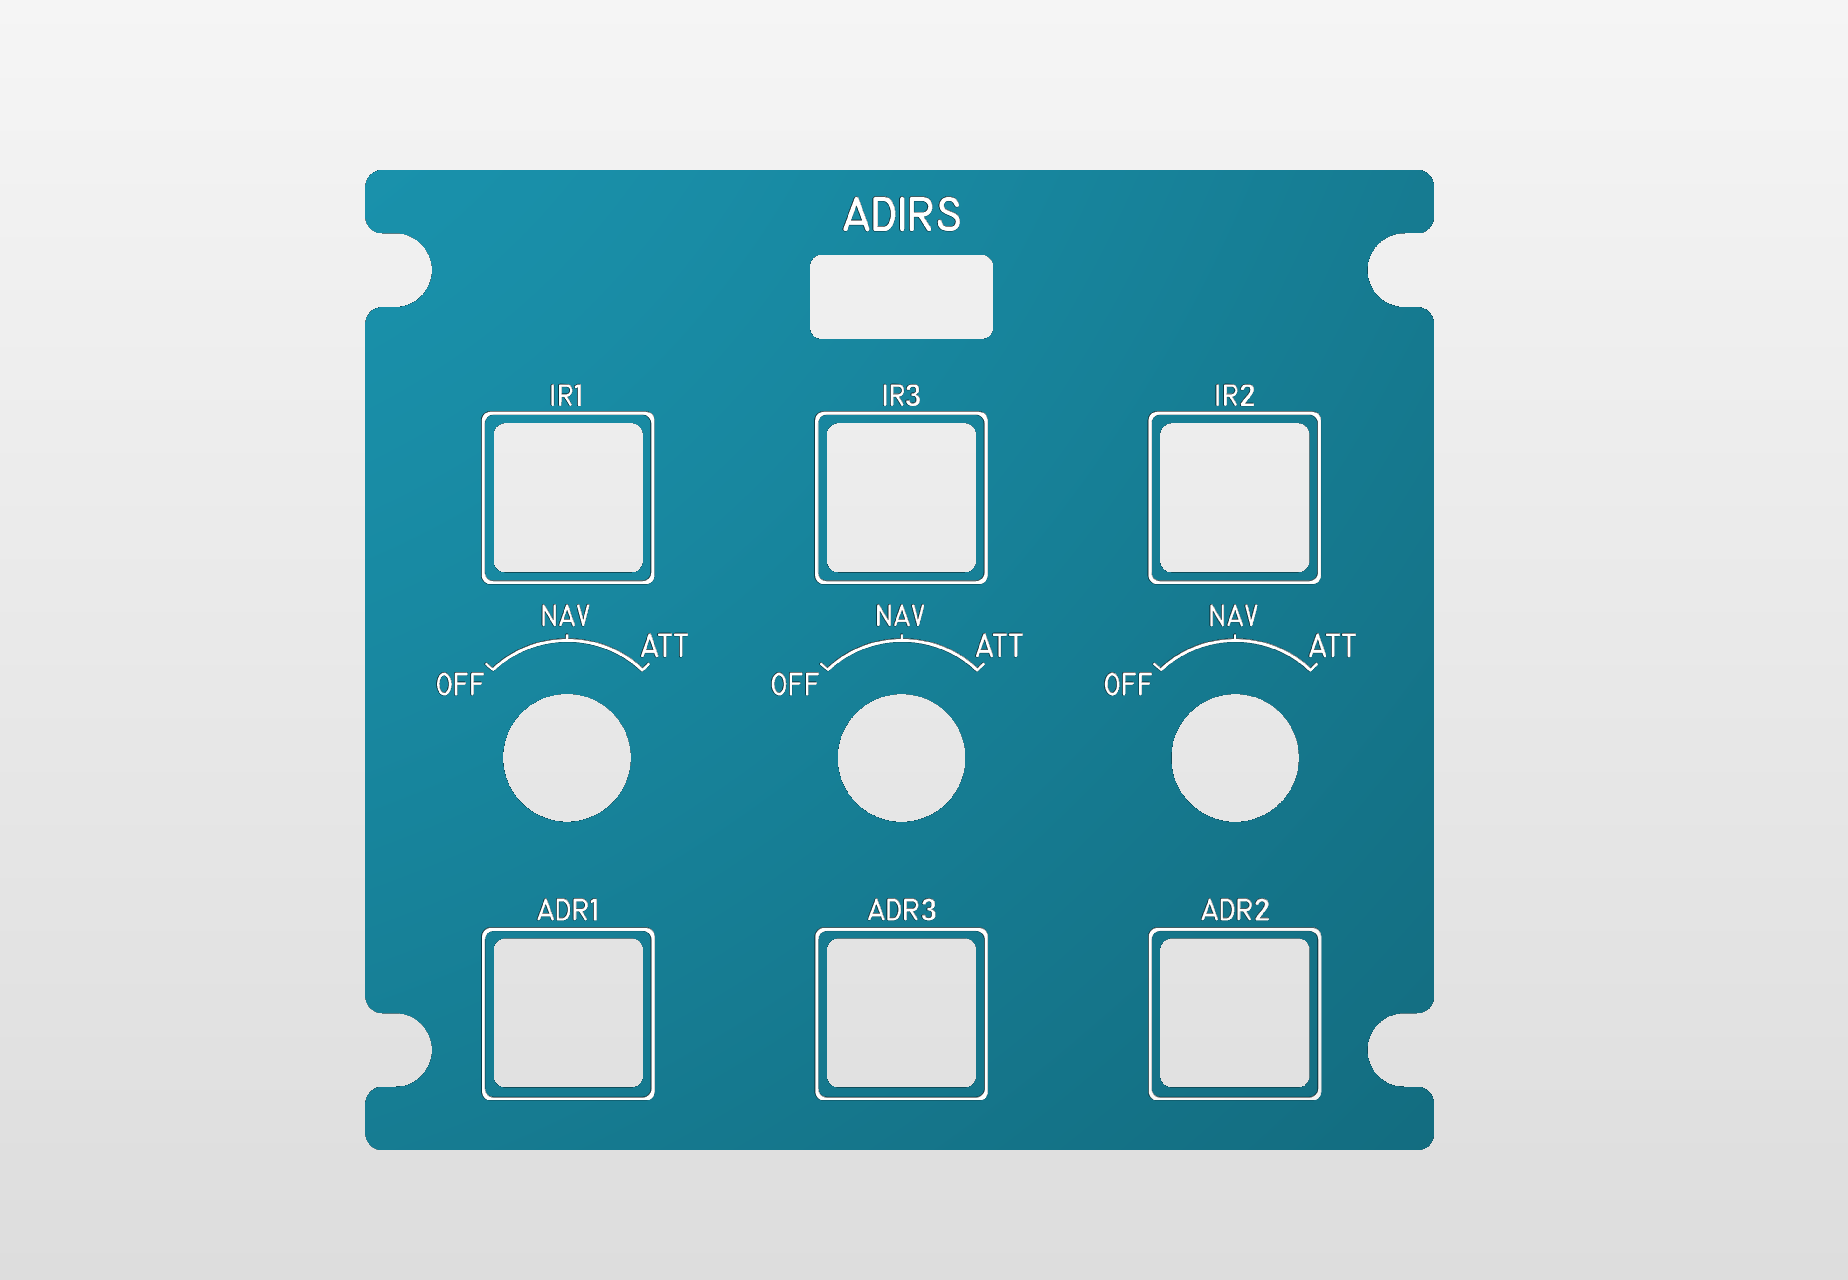 ADIRS
IR1 IR3 IR2
NAV NAV NAV
ATT ATT ATT
OFF OFF OFF
ADR1 ADR3 ADR2